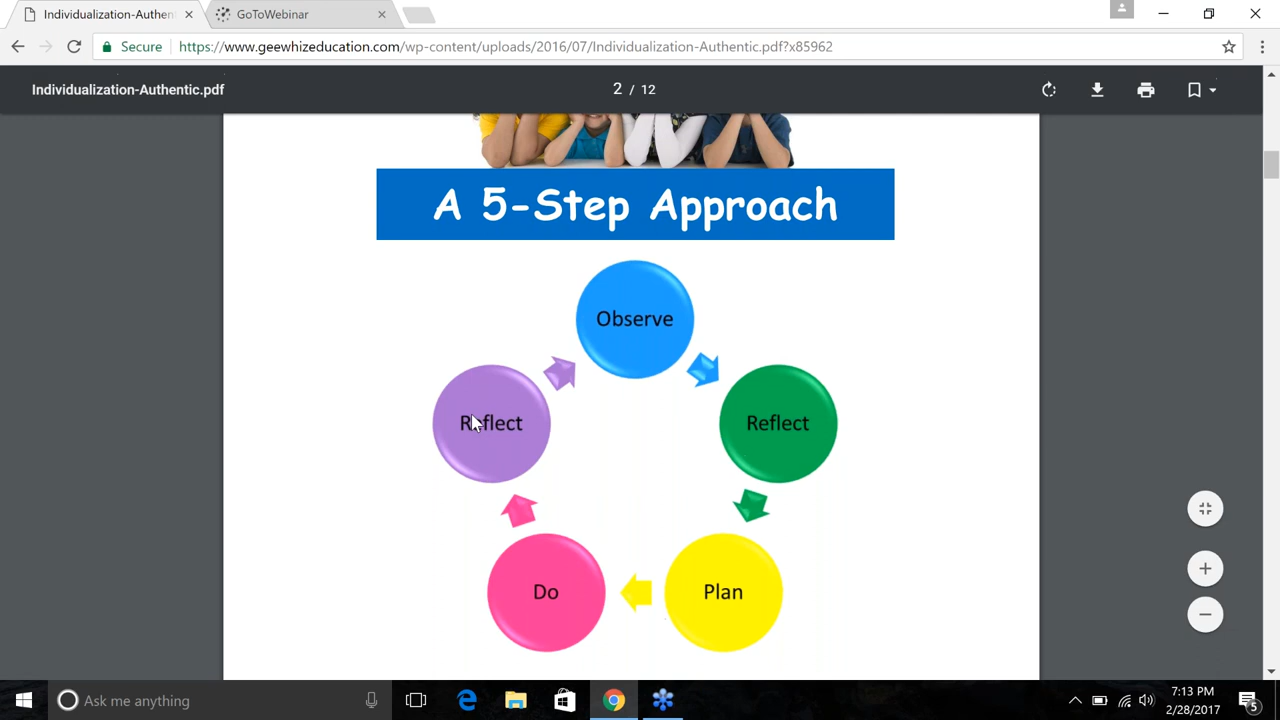 Individualization-Authen
GoToWebinar
Secure
https://www.geewhizeducation.com/wp-content/uploads/2016/07/Individualization-Authentic.pdf?x85962
Individualization-Authentic.pdf
2 / 12
A 5-Step Approach
Observe
Reflect
Reflect
Do
Plan
Ask me anything
7:13 PM
2/28/2017
5